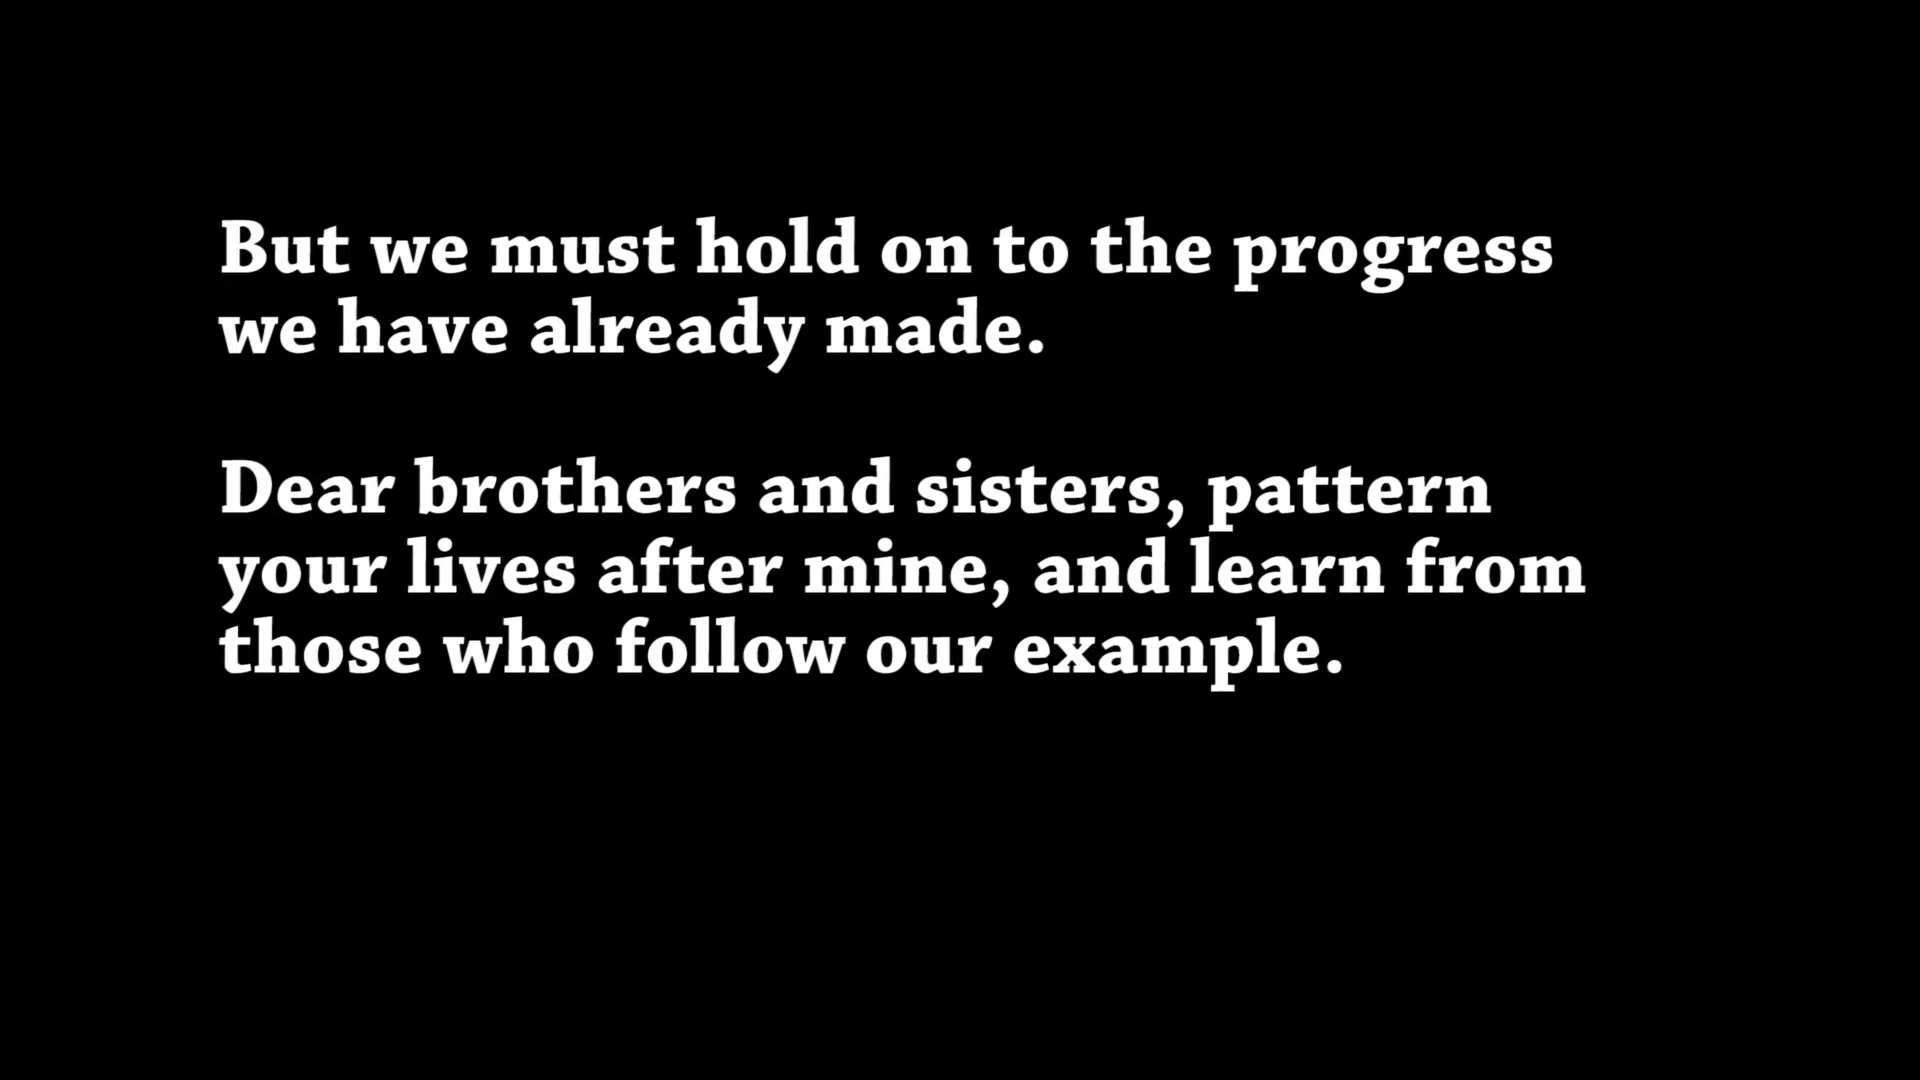 But we must hold on to the progress
we have already made.
Dear brothers and sisters, pattern
your lives after mine, and learn from
those who follow our example.